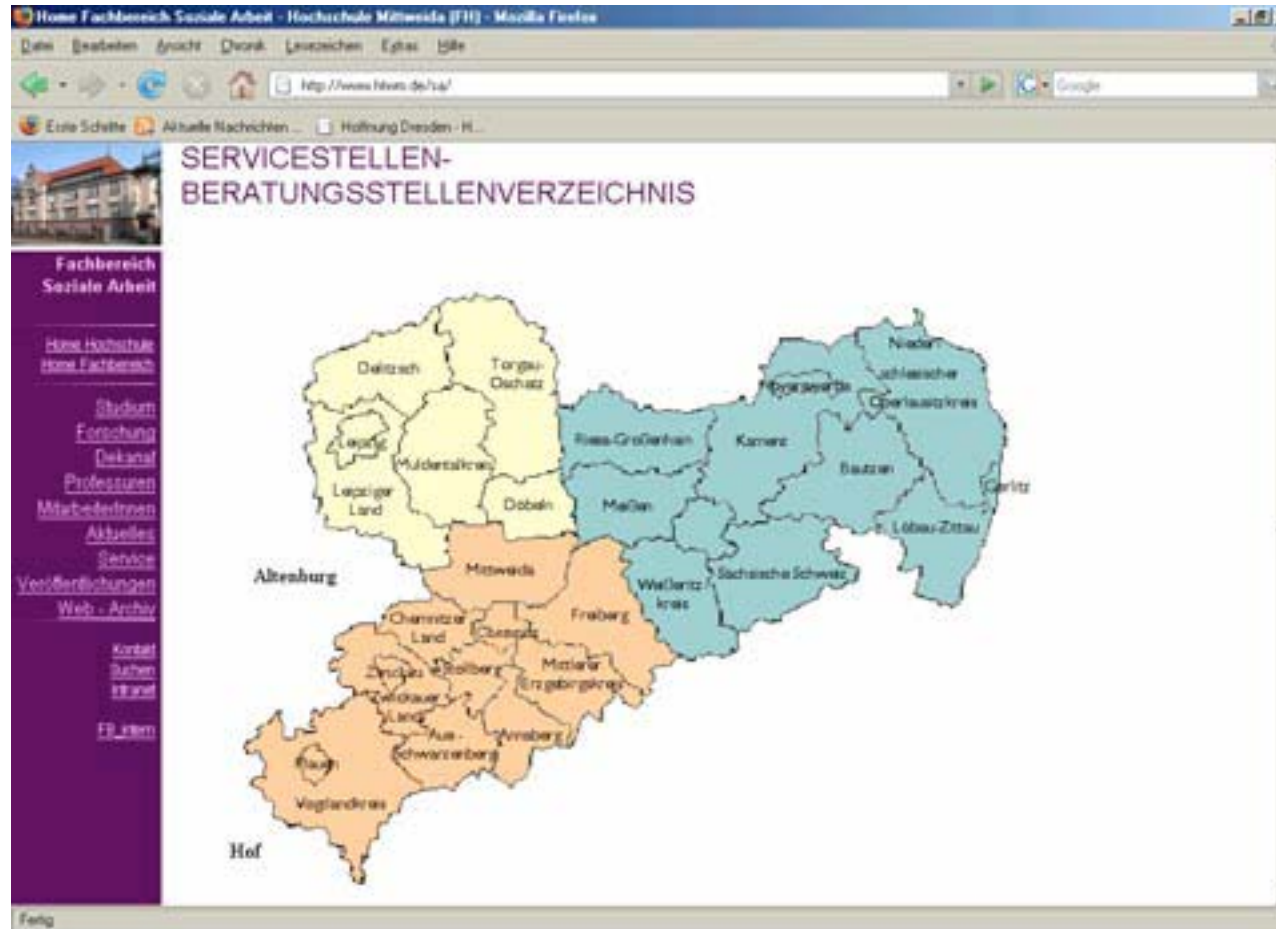 Home Fachbereich Soziale Arbeit - Hochschule Mittweida (FH) - Mozilla Firefox
Datei Bearbeiten Ansicht Chronik Lesezeichen Extras Hilfe
http://www.htwm.de/sa/
Google
Erste Schritte Aktuelle Nachrichten ... Hoffnung Dresden - H...
SERVICESTELLEN-
BERATUNGSSTELLENVERZEICHNIS
Fachbereich
Soziale Arbeit
Home Hochschule
Home Fachbereich
Studium
Forschung
Dekanat
Professuren
MitarbeiterInnen
Aktuelles
Service
Veröffentlichungen
Web - Archiv
Kontakt
Suchen
Intranet
FB_intern
Delitzsch
Torgau-
Oschatz
Leipzig
Muldentalkreis
Leipziger
Land
Döbeln
Nieder-
schlesischer
Oberlausitzkreis
Hoyerswerda
Riesa-Großenhain
Kamenz
Bautzen
Görlitz
Meißen
Löbau-Zittau
Weißeritz-
kreis
Sächsische Schweiz
Altenburg
Mittweida
Freiberg
Chemnitzer
Land
Chemnitz
Zwickau
Stollberg
Mittlerer
Erzgebirgskreis
Zwickauer
Land
Aue-
Schwarzenberg
Annaberg
Plauen
Vogtlandkreis
Hof
Fertig